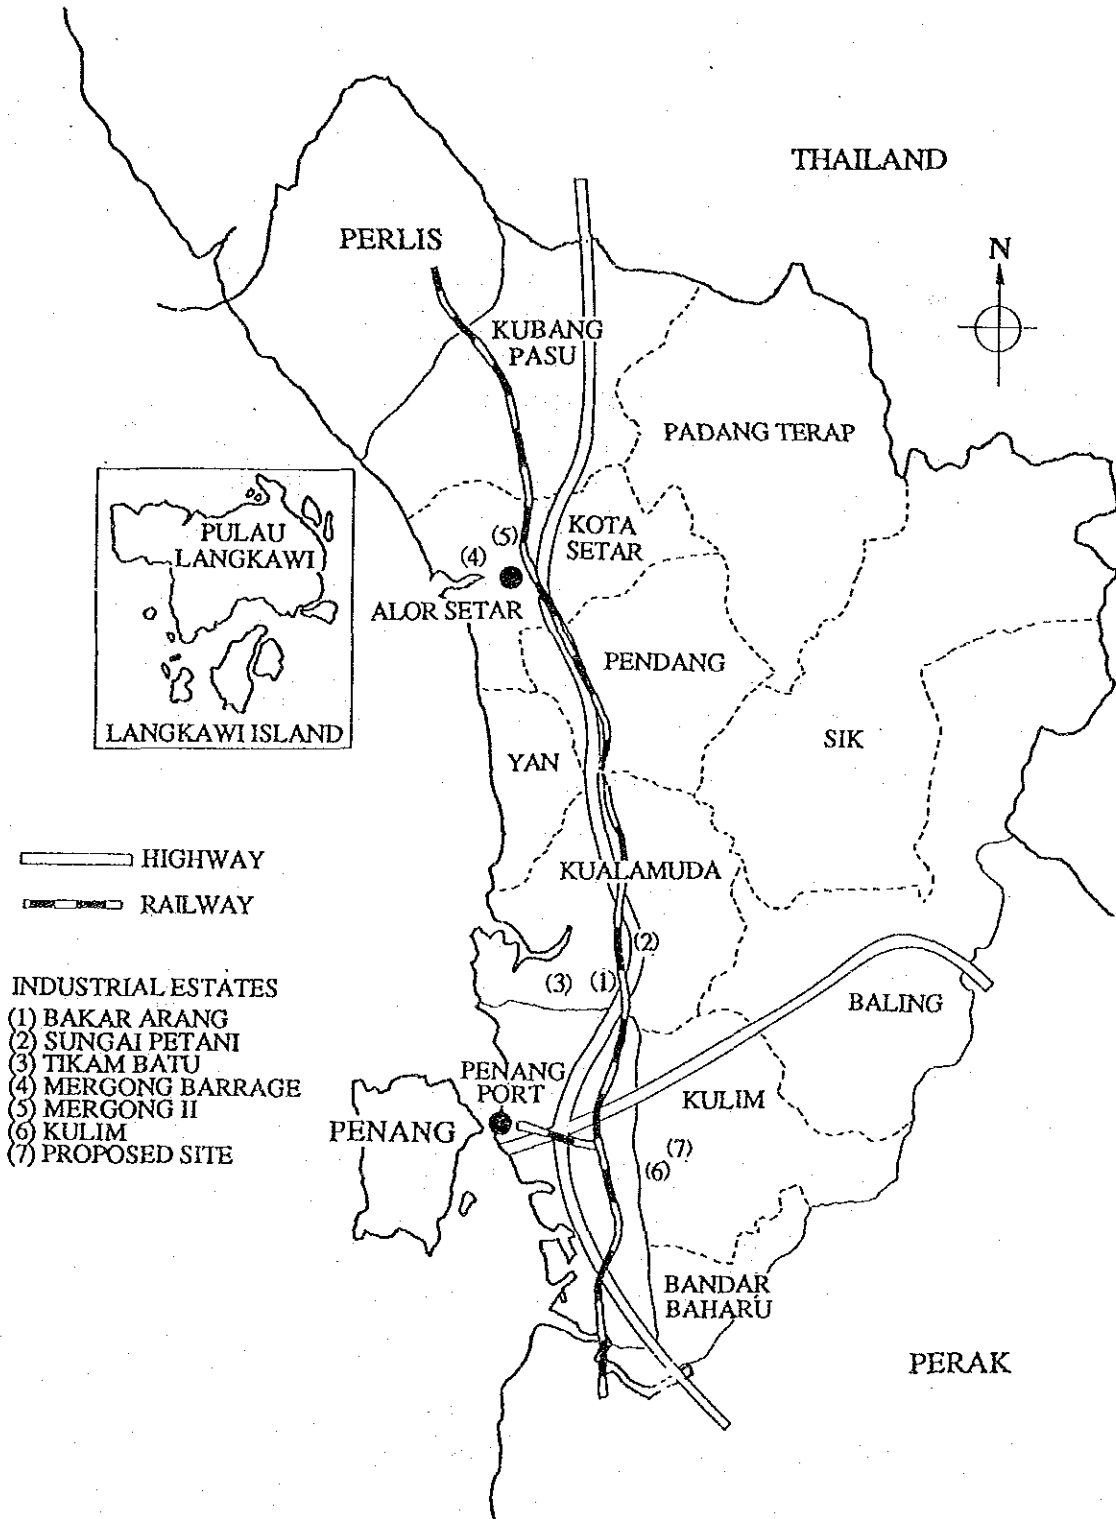 THAILAND
N
PERLIS
KUBANG
PASU
PADANG TERAP
KOTA
SETAR
(5)
(4)
ALOR SETAR
PULAU
LANGKAWI
LANGKAWI ISLAND
PENDANG
SIK
YAN
HIGHWAY
RAILWAY
KUALAMUDA
(2)
(3)
(1)
BALING
INDUSTRIAL ESTATES
(1) BAKAR ARANG
(2) SUNGAI PETANI
(3) TIKAM BATU
(4) MERGONG BARRAGE
(5) MERGONG II
(6) KULIM
(7) PROPOSED SITE
PENANG
PORT
PENANG
KULIM
(7)
(6)
BANDAR
BAHARU
PERAK